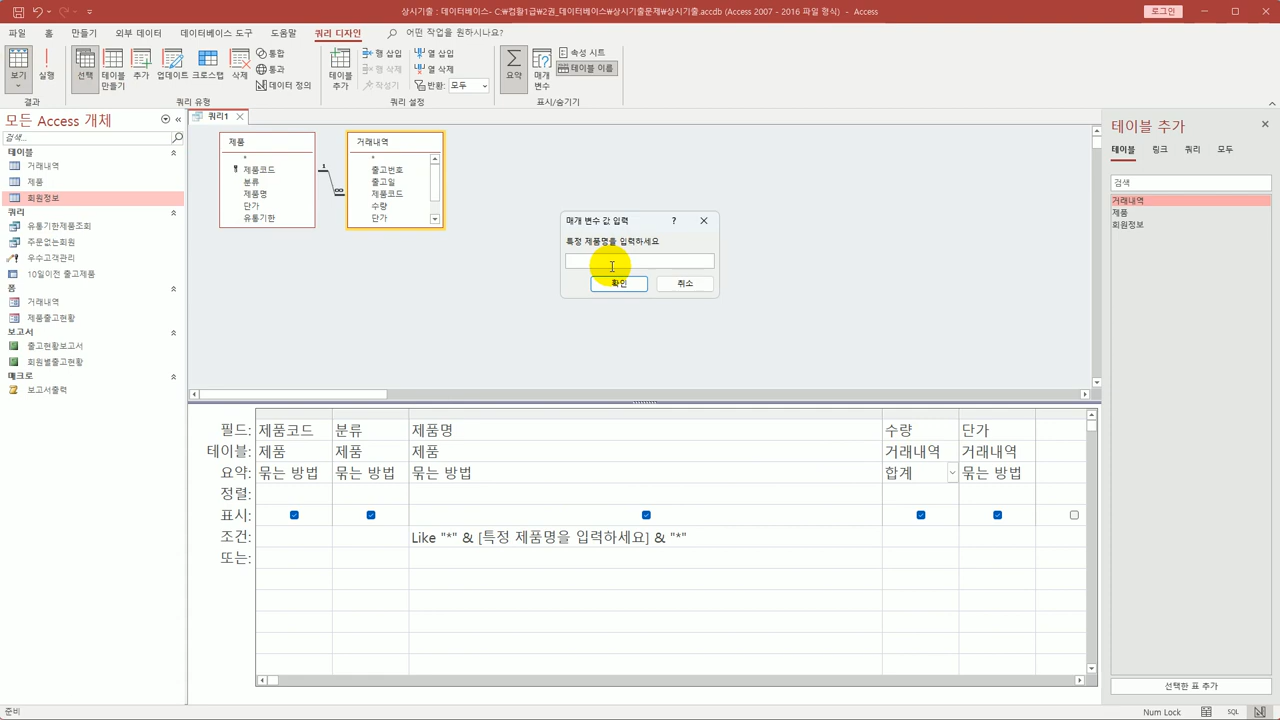 상시기출 : 데이터베이스- C:₩컴활1급₩2권_데이터베이스₩상시기출문제₩상시기출.accdb (Access 2007 - 2016 파일 형식) - Access
로그인
파일 홈 만들기 외부 데이터 데이터베이스 도구 도움말 쿼리 디자인 어떤 작업을 원하시나요?
보기
실행
결과
선택
테이블 만들기
추가
업데이트
크로스탭
삭제
통합
통과
데이터 정의
쿼리 유형
테이블 추가
행 삽입
행 삭제
작성기
열 삽입
열 삭제
반환: 모두
쿼리 설정
요약
매개 변수
속성 시트
테이블 이름
표시/숨기기
모든 Access 개체
검색...
테이블
거래내역
제품
회원정보
쿼리
유통기한제품조회
주문없는회원
우수고객관리
10일이전 출고제품
폼
거래내역
제품출고현황
보고서
출고현황보고서
회원별출고현황
매크로
보고서출력
쿼리1
제품
*
제품코드
분류
제품명
단가
유통기한
1
∞
거래내역
*
출고번호
출고일
제품코드
수량
단가
매개 변수 값 입력 ?
특정 제품명을 입력하세요
확인 취소
필드: 제품코드 분류 제품명 수량 단가
테이블: 제품 제품 제품 거래내역 거래내역
요약: 묶는 방법 묶는 방법 묶는 방법 합계 묶는 방법
정렬:
표시:
조건: Like "*" & [특정 제품명을 입력하세요] & "*"
또는:
테이블 추가
테이블 링크 쿼리 모두
검색
거래내역
제품
회원정보
선택한 표 추가
준비
Num Lock
SQL